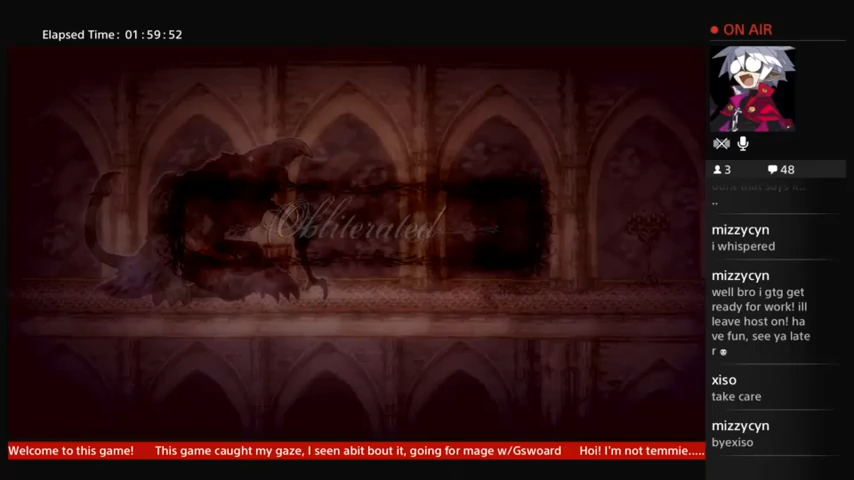 Elapsed Time: 01:59:52
ON AIR
3 48
..
mizzycyn
i whispered
mizzycyn
well bro i gtg get
ready for work! ill
leave host on! ha
ve fun, see ya late
r
xiso
take care
mizzycyn
byexiso
Obliterated
Welcome to this game! This game caught my gaze, I seen abit bout it, going for mage w/Gswoard Hoi! I'm not temmie.....